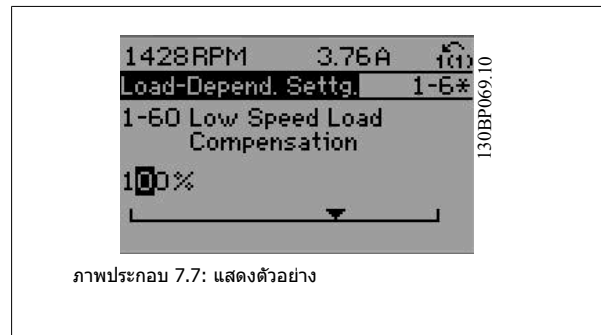 1428RPM 3.76A 1(1)
Load-Depend. Settg. 1-6*
1-60 Low Speed Load
Compensation
100%
130BP069.10
ภาพประกอบ 7.7: แสดงตัวอย่าง